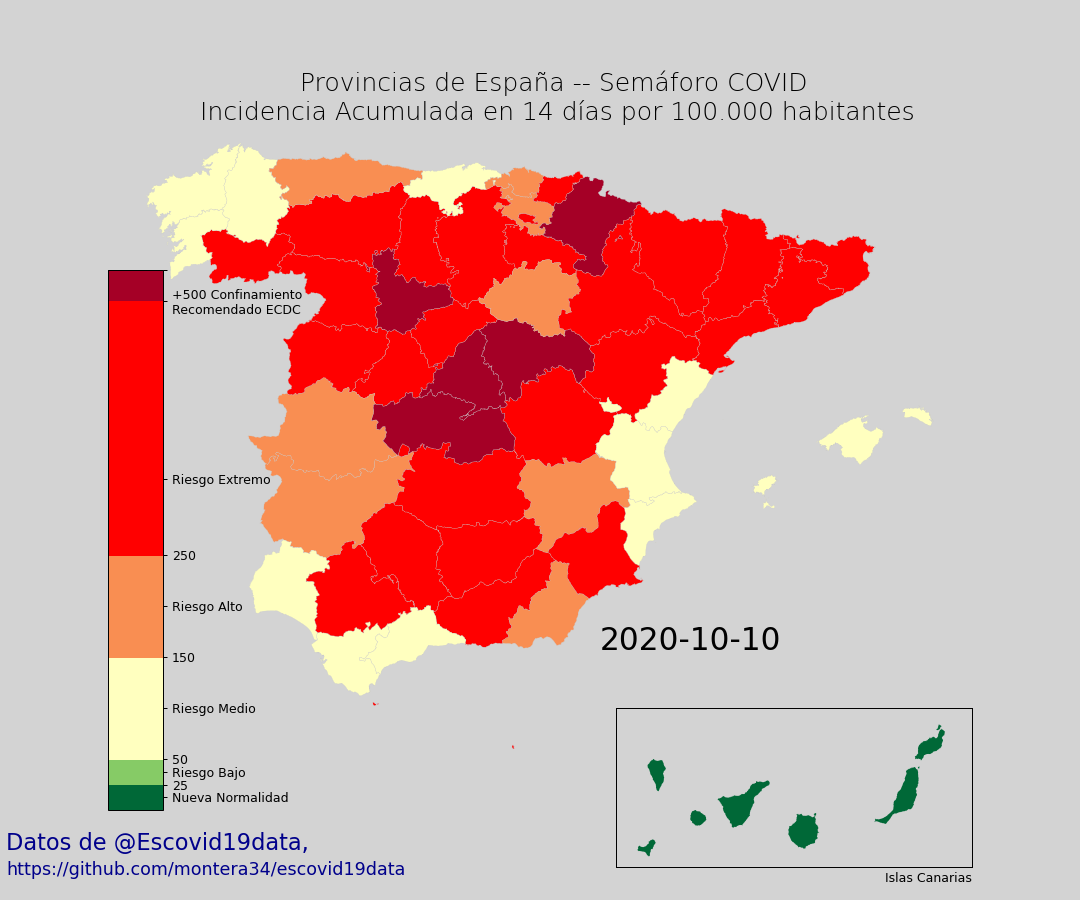 Provincias de España -- Semáforo COVID
Incidencia Acumulada en 14 días por 100.000 habitantes
+500 Confinamiento
Recomendado ECDC
Riesgo Extremo
250
Riesgo Alto
150
Riesgo Medio
50
Riesgo Bajo
25
Nueva Normalidad
2020-10-10
Islas Canarias
Datos de @Escovid19data,
https://github.com/montera34/escovid19data